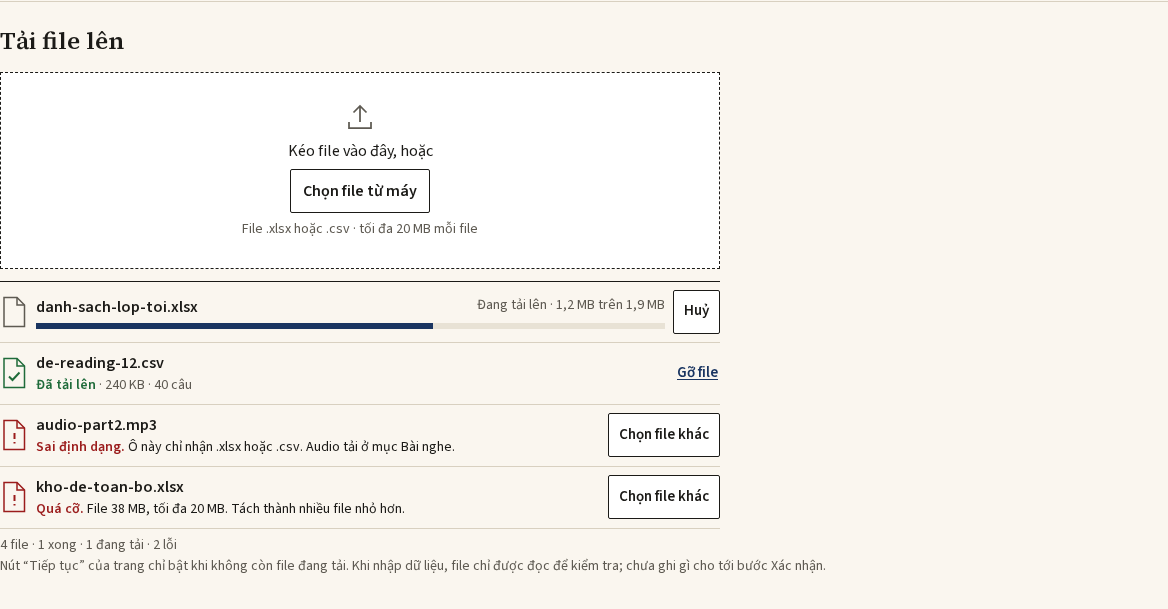 Tải file lên
Kéo file vào đây, hoặc
Chọn file từ máy
File .xlsx hoặc .csv · tối đa 20 MB mỗi file
danh-sach-lop-toi.xlsx
Đang tải lên · 1,2 MB trên 1,9 MB
Huỷ
de-reading-12.csv
Đã tải lên · 240 KB · 40 câu
Gỡ file
audio-part2.mp3
Sai định dạng. Ô này chỉ nhận .xlsx hoặc .csv. Audio tải ở mục Bài nghe.
Chọn file khác
kho-de-toan-bo.xlsx
Quá cỡ. File 38 MB, tối đa 20 MB. Tách thành nhiều file nhỏ hơn.
Chọn file khác
4 file · 1 xong · 1 đang tải · 2 lỗi
Nút “Tiếp tục” của trang chỉ bật khi không còn file đang tải. Khi nhập dữ liệu, file chỉ được đọc để kiểm tra; chưa ghi gì cho tới bước Xác nhận.